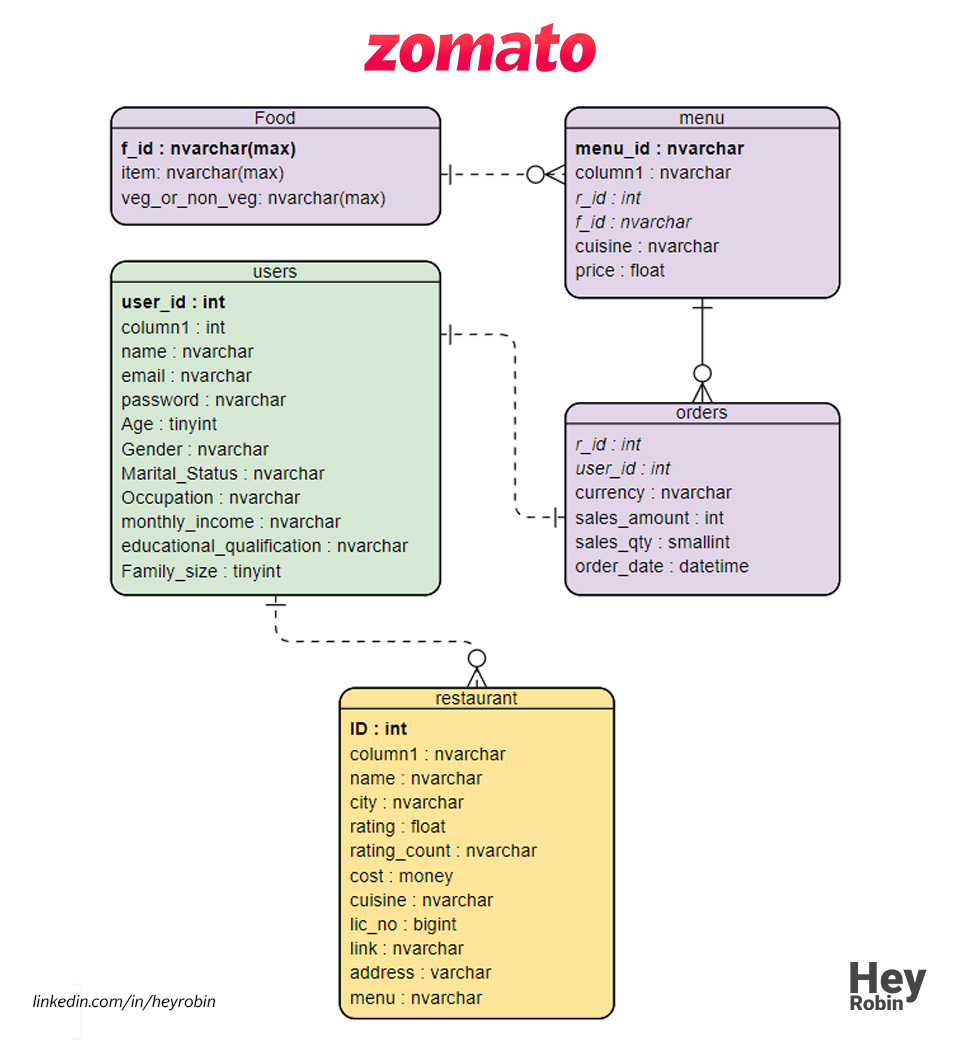 zomato
Food
f_id : nvarchar(max)
item: nvarchar(max)
veg_or_non_veg: nvarchar(max)
menu
menu_id : nvarchar
column1 : nvarchar
r_id : int
f_id : nvarchar
cuisine : nvarchar
price : float
users
user_id : int
column1 : int
name : nvarchar
email : nvarchar
password : nvarchar
Age : tinyint
Gender : nvarchar
Marital_Status : nvarchar
Occupation : nvarchar
monthly_income : nvarchar
educational_qualification : nvarchar
Family_size : tinyint
orders
r_id : int
user_id : int
currency : nvarchar
sales_amount : int
sales_qty : smallint
order_date : datetime
restaurant
ID : int
column1 : nvarchar
name : nvarchar
city : nvarchar
rating : float
rating_count : nvarchar
cost : money
cuisine : nvarchar
lic_no : bigint
link : nvarchar
address : varchar
menu : nvarchar
linkedin.com/in/heyrobin
Hey
Robin